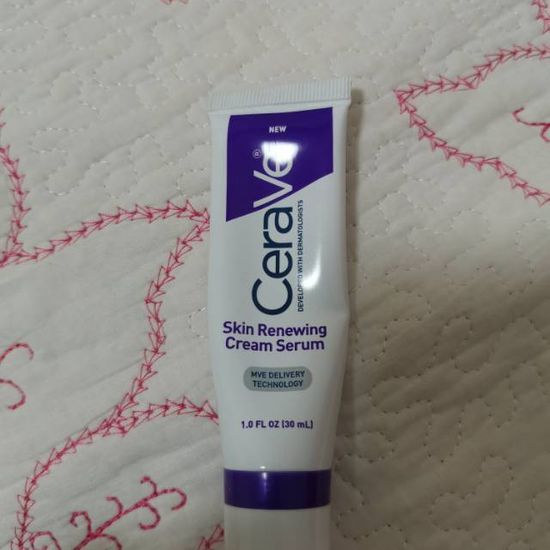 NEW
CeraVe®
DEVELOPED WITH DERMATOLOGISTS
Skin Renewing
Cream Serum
MVE DELIVERY
TECHNOLOGY
1.0 FL OZ (30 mL)